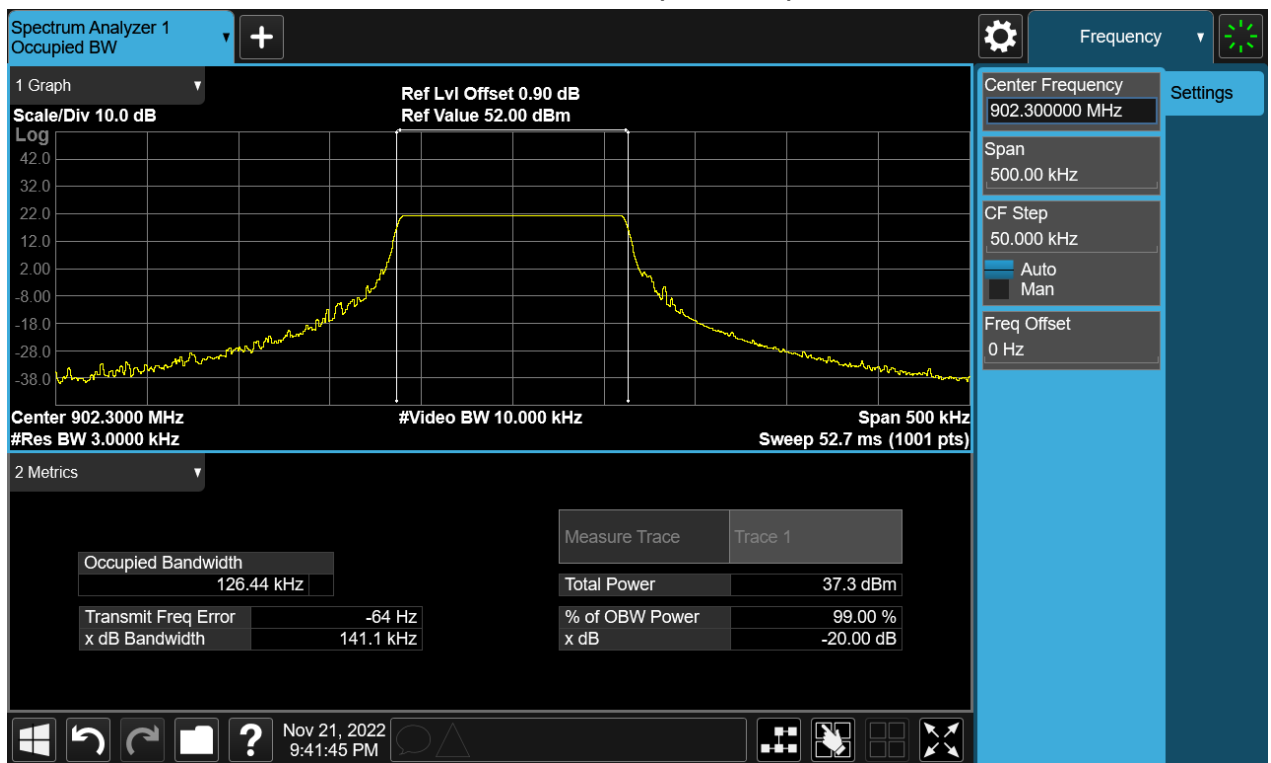 Spectrum Analyzer 1
Occupied BW
Frequency
1 Graph
Ref Lvl Offset 0.90 dB
Scale/Div 10.0 dB
Ref Value 52.00 dBm
Log
42.0
32.0
22.0
12.0
2.00
-8.00
-18.0
-28.0
-38.0
Center 902.3000 MHz
#Video BW 10.000 kHz
Span 500 kHz
#Res BW 3.0000 kHz
Sweep 52.7 ms (1001 pts)
Center Frequency
902.300000 MHz
Settings
Span
500.00 kHz
CF Step
50.000 kHz
Auto
Man
Freq Offset
0 Hz
2 Metrics
Measure Trace Trace 1
Occupied Bandwidth
126.44 kHz
Total Power 37.3 dBm
Transmit Freq Error -64 Hz
% of OBW Power 99.00 %
x dB Bandwidth 141.1 kHz
x dB -20.00 dB
?
Nov 21, 2022
9:41:45 PM